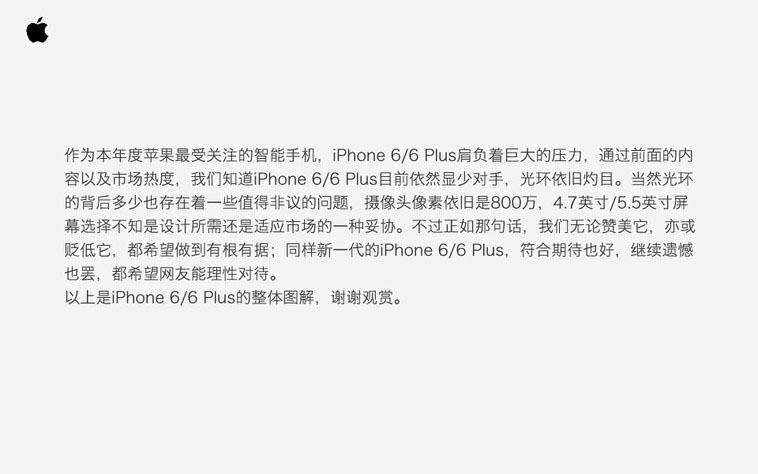 作为本年度苹果最受关注的智能手机，iPhone 6/6 Plus肩负着巨大的压力，通过前面的内
容以及市场热度，我们知道iPhone 6/6 Plus目前依然显少对手，光环依旧灼目。当然光环
的背后多少也存在着一些值得非议的问题，摄像头像素依旧是800万，4.7英寸/5.5英寸屏
幕选择不知是设计所需还是适应市场的一种妥协。不过正如那句话，我们无论赞美它，亦或
贬低它，都希望做到有根有据；同样新一代的iPhone 6/6 Plus，符合期待也好，继续遗憾
也罢，都希望网友能理性对待。
以上是iPhone 6/6 Plus的整体图解，谢谢观赏。